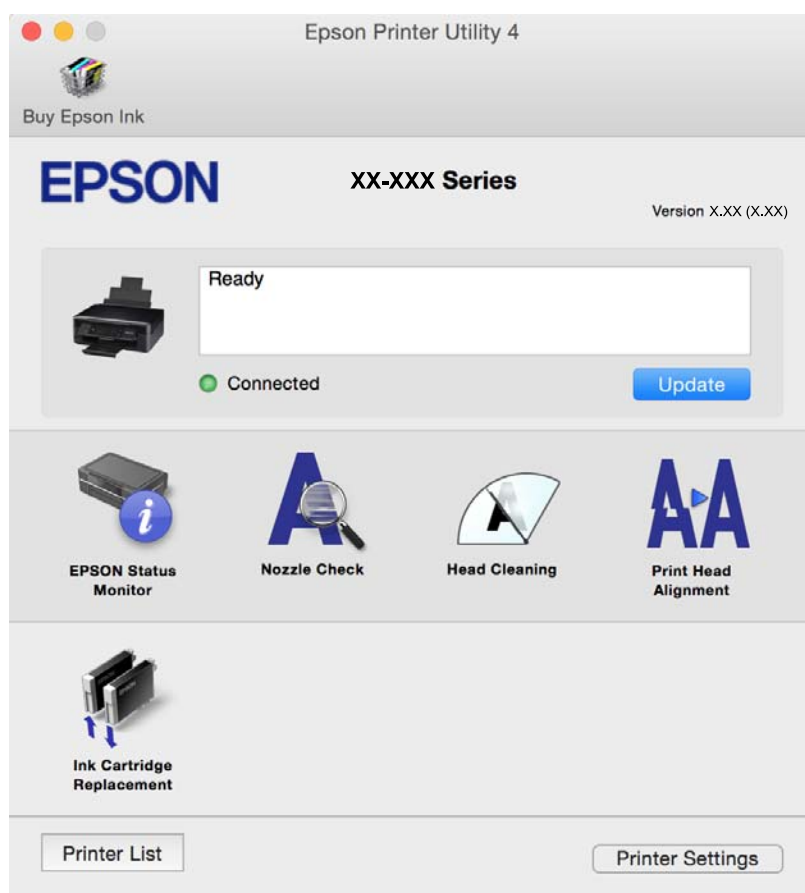 Epson Printer Utility 4
Buy Epson Ink
EPSON
XX-XXX Series
Version X.XX (X.XX)
Ready
Connected
Update
EPSON Status
Monitor
Nozzle Check
Head Cleaning
Print Head
Alignment
Ink Cartridge
Replacement
Printer List
Printer Settings